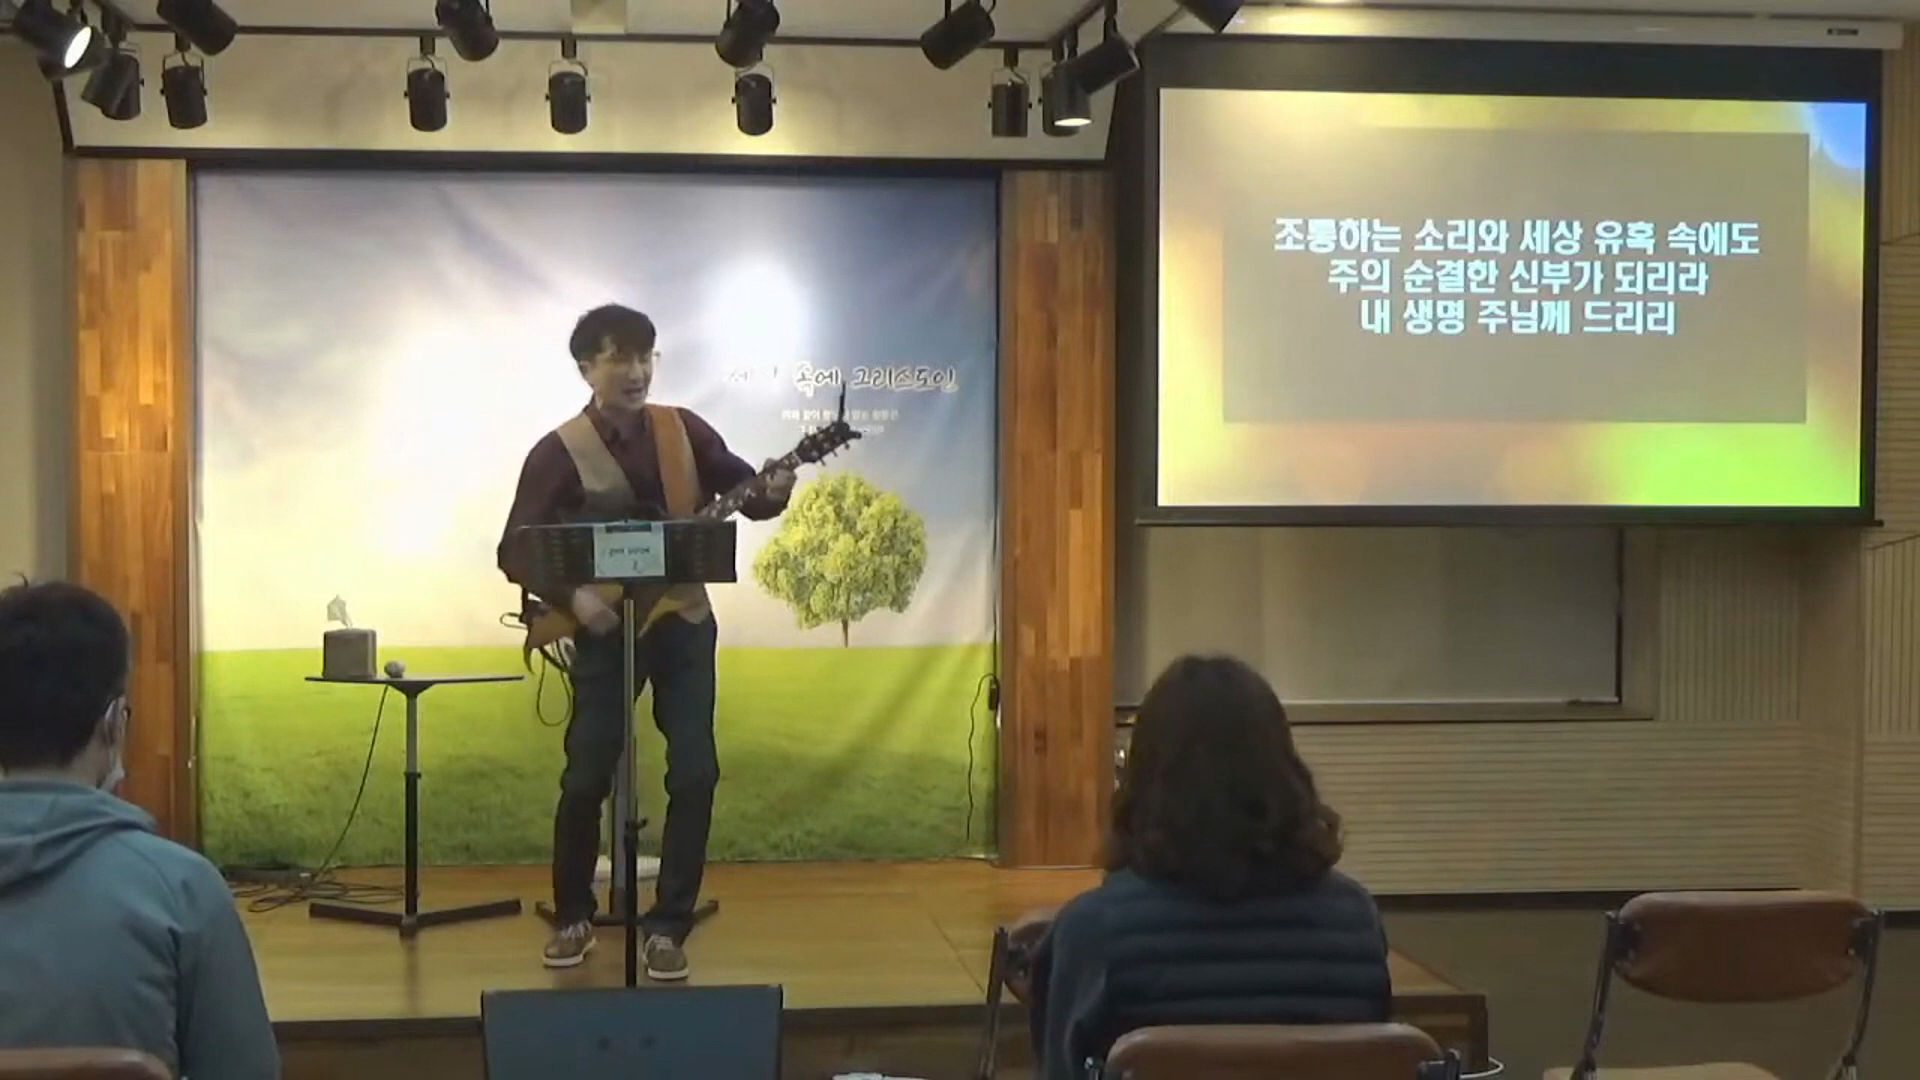 조롱하는 소리와 세상 유혹 속에도
주의 순결한 신부가 되리라
내 생명 주님께 드리리
속에 그리스도인